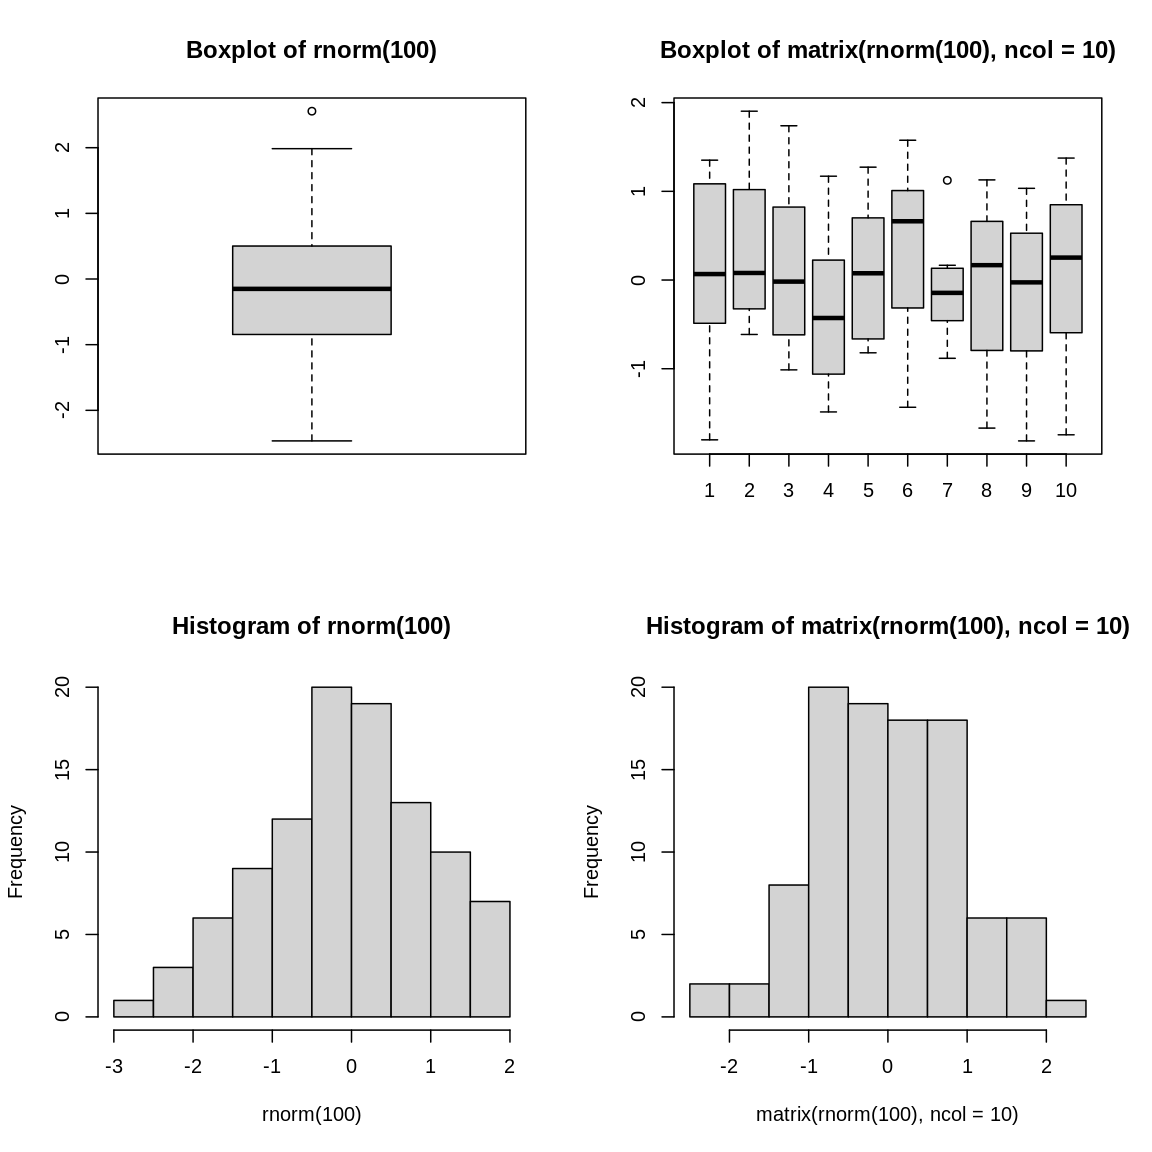 Boxplot of rnorm(100)
2
1
0
-1
-2
Boxplot of matrix(rnorm(100), ncol = 10)
2
1
0
-1
1 2 3 4 5 6 7 8 9 10
Histogram of rnorm(100)
Frequency
20
15
10
5
0
-3 -2 -1 0 1 2
rnorm(100)
Histogram of matrix(rnorm(100), ncol = 10)
Frequency
20
15
10
5
0
-2 -1 0 1 2
matrix(rnorm(100), ncol = 10)